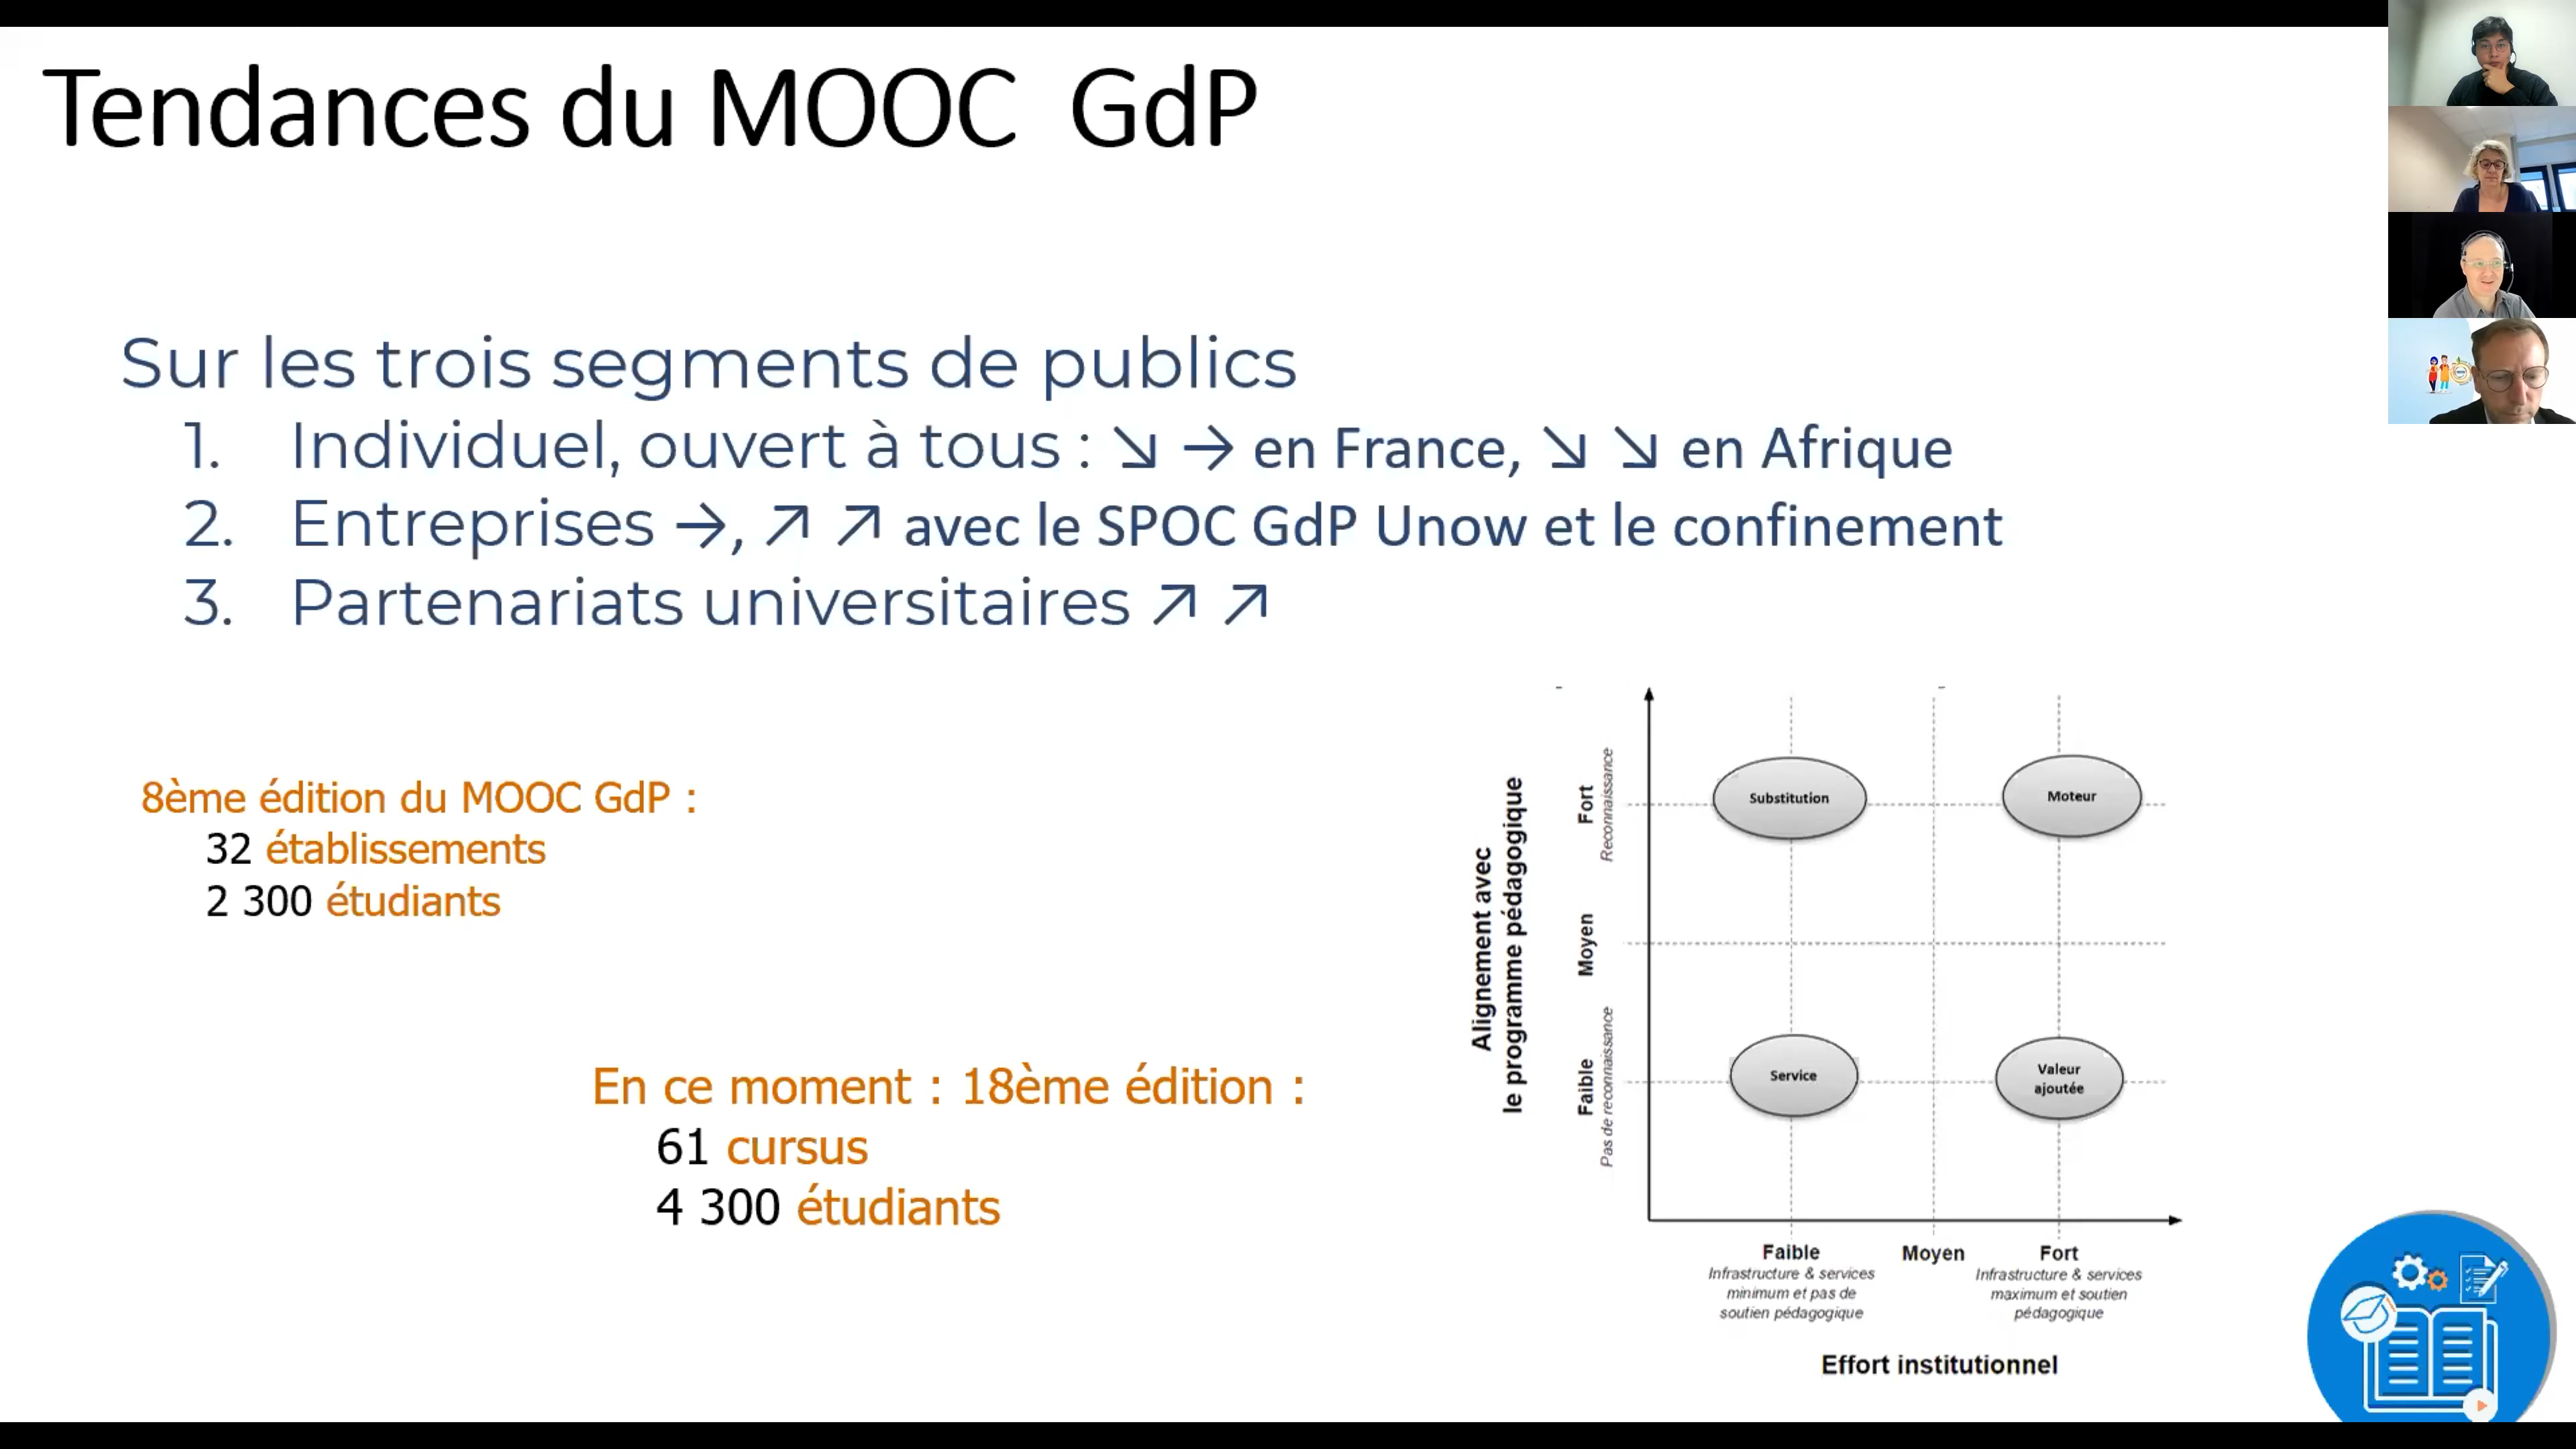 Tendances du MOOC GdP
Sur les trois segments de publics
1. Individuel, ouvert à tous : ↘ → en France, ↘ ↘ en Afrique
2. Entreprises →, ↗ ↗ avec le SPOC GdP Unow et le confinement
3. Partenariats universitaires ↗ ↗
8ème édition du MOOC GdP :
32 établissements
2 300 étudiants
En ce moment : 18ème édition :
61 cursus
4 300 étudiants
Alignement avec
le programme pédagogique
Fort
Reconnaissance
Moyen
Faible
Pas de reconnaissance
Substitution
Moteur
Service
Valeur
ajoutée
Faible
Infrastructure & services
minimum et pas de
soutien pédagogique
Moyen
Fort
Infrastructure & services
maximum et soutien
pédagogique
Effort institutionnel